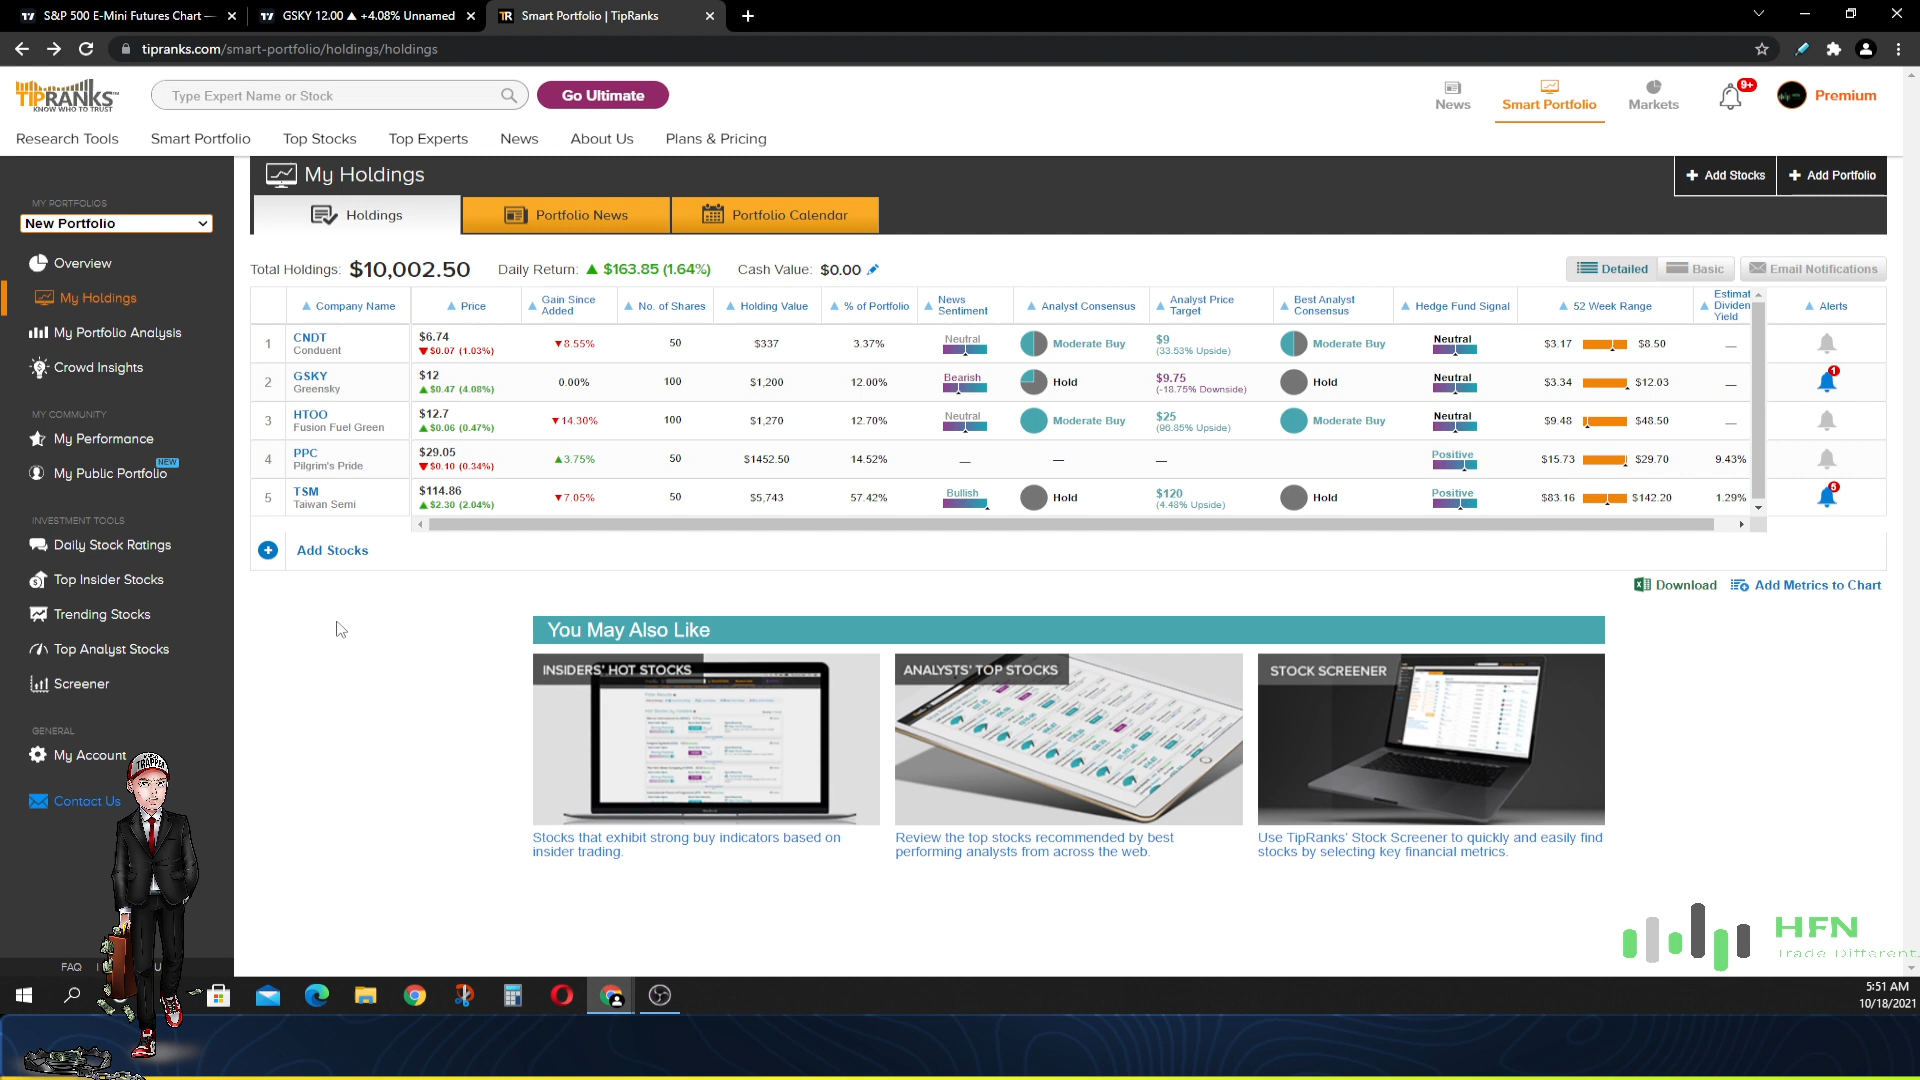 S&P 500 E-Mini Futures Chart —
GSKY 12.00 ▲ +4.08% Unnamed
Smart Portfolio | TipRanks
tipranks.com/smart-portfolio/holdings/holdings
TIPRANKS™
KNOW WHO TO TRUST
Type Expert Name or Stock
Go Ultimate
News
Smart Portfolio
Markets
9+
Premium
Research Tools
Smart Portfolio
Top Stocks
Top Experts
News
About Us
Plans & Pricing
MY PORTFOLIOS
New Portfolio
Overview
My Holdings
My Portfolio Analysis
Crowd Insights
MY COMMUNITY
My Performance
My Public Portfolio NEW
INVESTMENT TOOLS
Daily Stock Ratings
Top Insider Stocks
Trending Stocks
Top Analyst Stocks
Screener
GENERAL
My Account
Contact Us
TRAPPER
FAQ
My Holdings
+ Add Stocks
+ Add Portfolio
Holdings
Portfolio News
Portfolio Calendar
Total Holdings: $10,002.50
Daily Return: ▲ $163.85 (1.64%)
Cash Value: $0.00
Detailed
Basic
Email Notifications
Company Name
Price
Gain Since
Added
No. of Shares
Holding Value
% of Portfolio
News
Sentiment
Analyst Consensus
Analyst Price
Target
Best Analyst
Consensus
Hedge Fund Signal
52 Week Range
Estimat
Dividen
Yield
Alerts
1 CNDT Conduent $6.74 ▼$0.07 (1.03%) ▼8.55% 50 $337 3.37% Neutral Moderate Buy $9 (33.53% Upside) Moderate Buy Neutral $3.17 $8.50 —
2 GSKY Greensky $12 ▲$0.47 (4.08%) 0.00% 100 $1,200 12.00% Bearish Hold $9.75 (-18.75% Downside) Hold Neutral $3.34 $12.03 — 1
3 HTOO Fusion Fuel Green $12.7 ▲$0.06 (0.47%) ▼14.30% 100 $1,270 12.70% Neutral Moderate Buy $25 (96.85% Upside) Moderate Buy Neutral $9.48 $48.50 —
4 PPC Pilgrim's Pride $29.05 ▼$0.10 (0.34%) ▲3.75% 50 $1452.50 14.52% — — — Positive $15.73 $29.70 9.43%
5 TSM Taiwan Semi $114.86 ▲$2.30 (2.04%) ▼7.05% 50 $5,743 57.42% Bullish Hold $120 (4.48% Upside) Hold Positive $83.16 $142.20 1.29% 5
Add Stocks
Download
Add Metrics to Chart
You May Also Like
INSIDERS' HOT STOCKS
Stocks that exhibit strong buy indicators based on
insider trading.
ANALYSTS' TOP STOCKS
Review the top stocks recommended by best
performing analysts from across the web.
STOCK SCREENER
Use TipRanks' Stock Screener to quickly and easily find
stocks by selecting key financial metrics.
HFN
Trade Different.
5:51 AM
10/18/2021